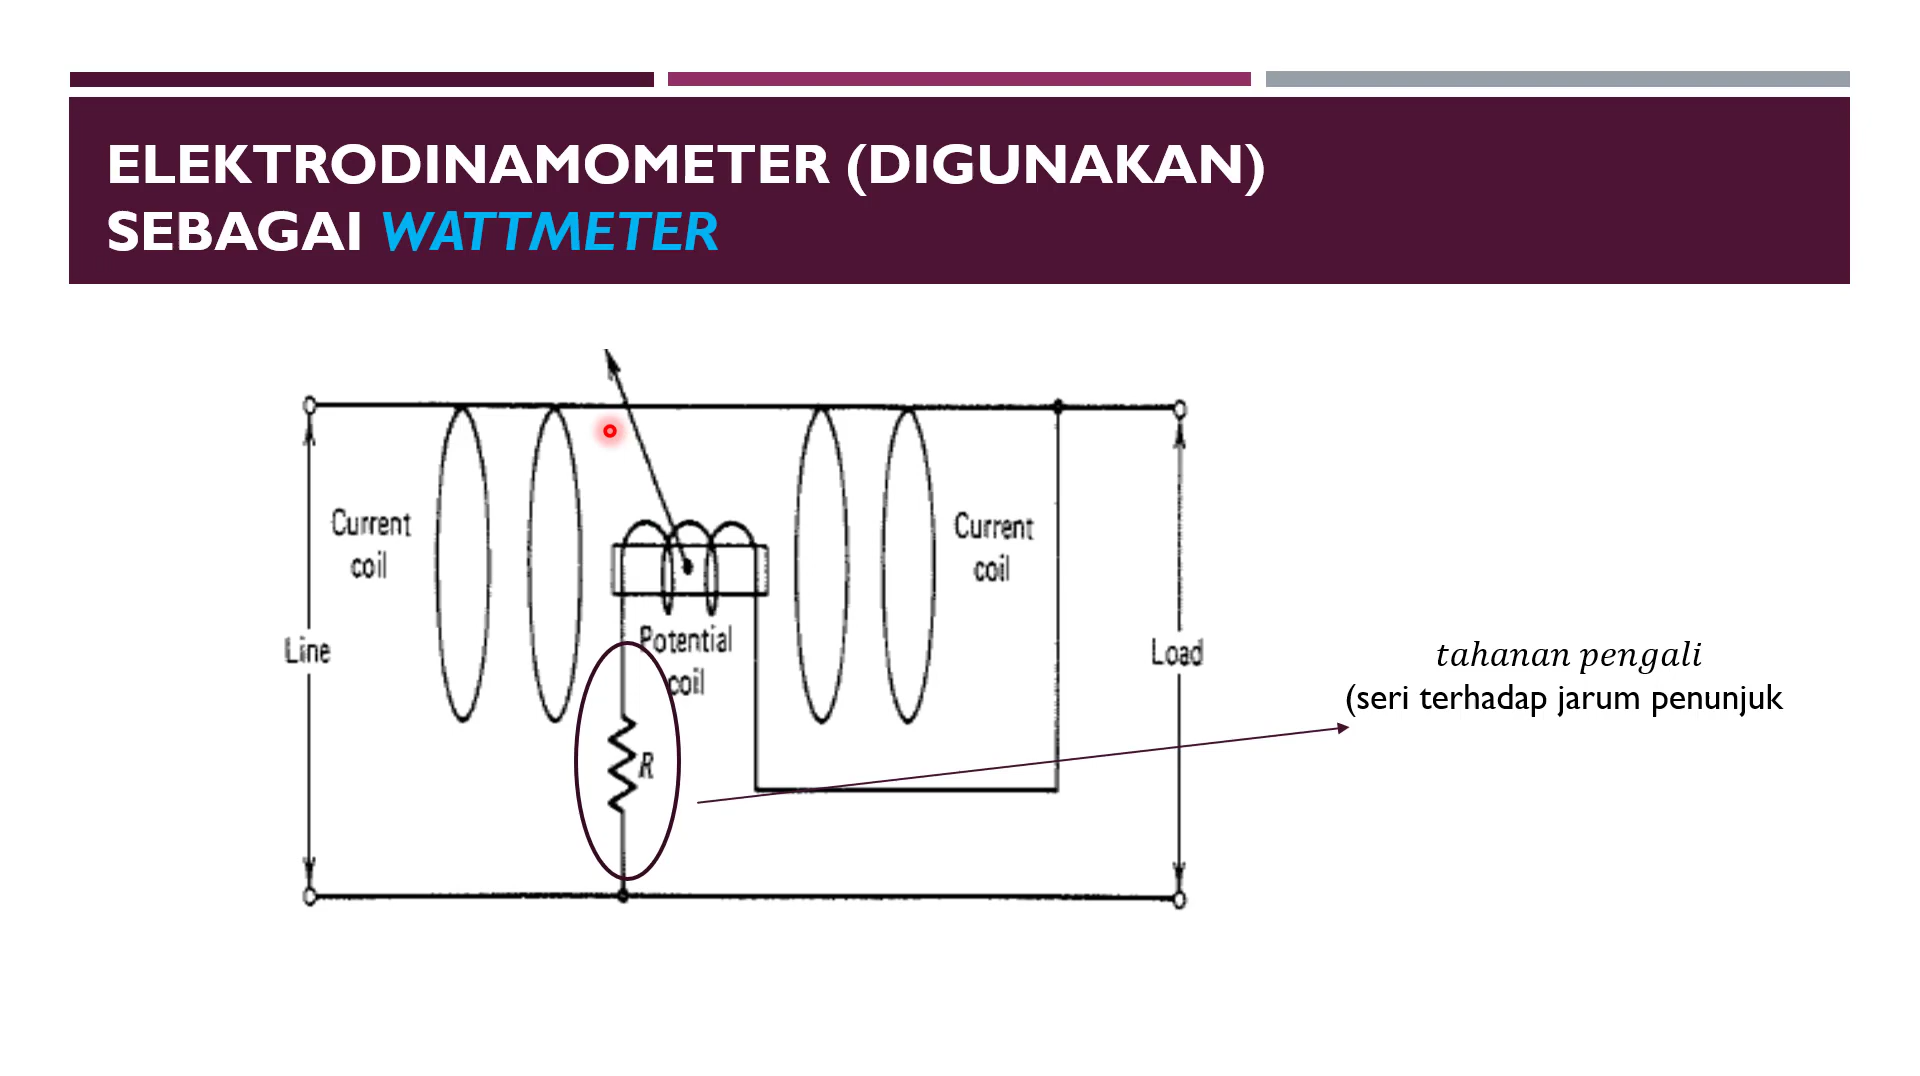 ELEKTRODINAMOMETER (DIGUNAKAN)
SEBAGAI WATTMETER
Current
coil
Current
coil
Line
Potential
coil
Load
R
tahanan pengali
(seri terhadap jarum penunjuk